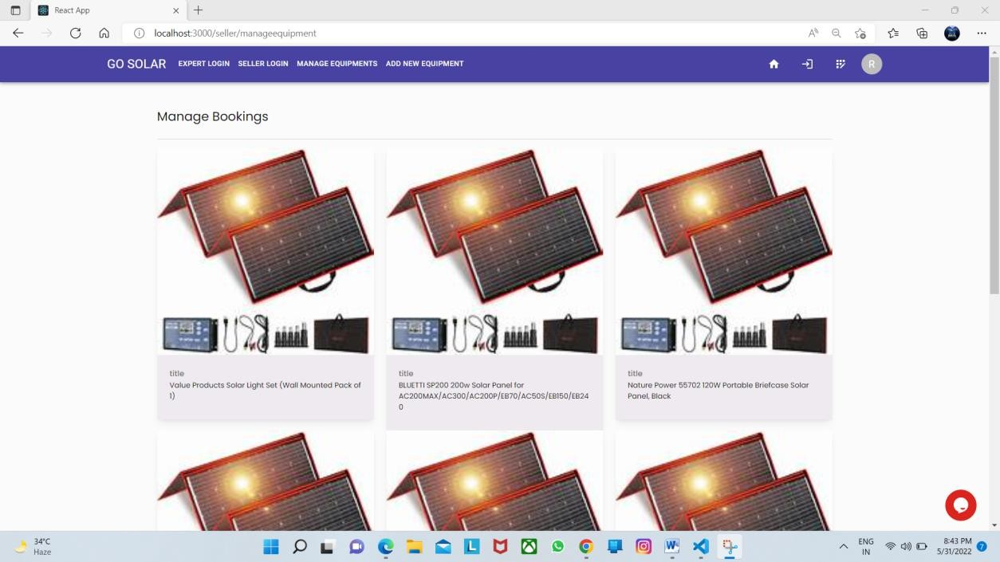 React App
localhost:3000/seller/manageequipment
GO SOLAR EXPERT LOGIN SELLER LOGIN MANAGE EQUIPMENTS ADD NEW EQUIPMENT R
Manage Bookings
title
Value Products Solar Light Set (Wall Mounted Pack of
1)
title
BLUETTI SP200 200w Solar Panel for
AC200MAX/AC300/AC200P/EB70/AC50S/EB150/EB24
0
title
Nature Power 55702 120W Portable Briefcase Solar
Panel, Black
34°C
Haze
ENG
IN
8:43 PM
5/31/2022
7